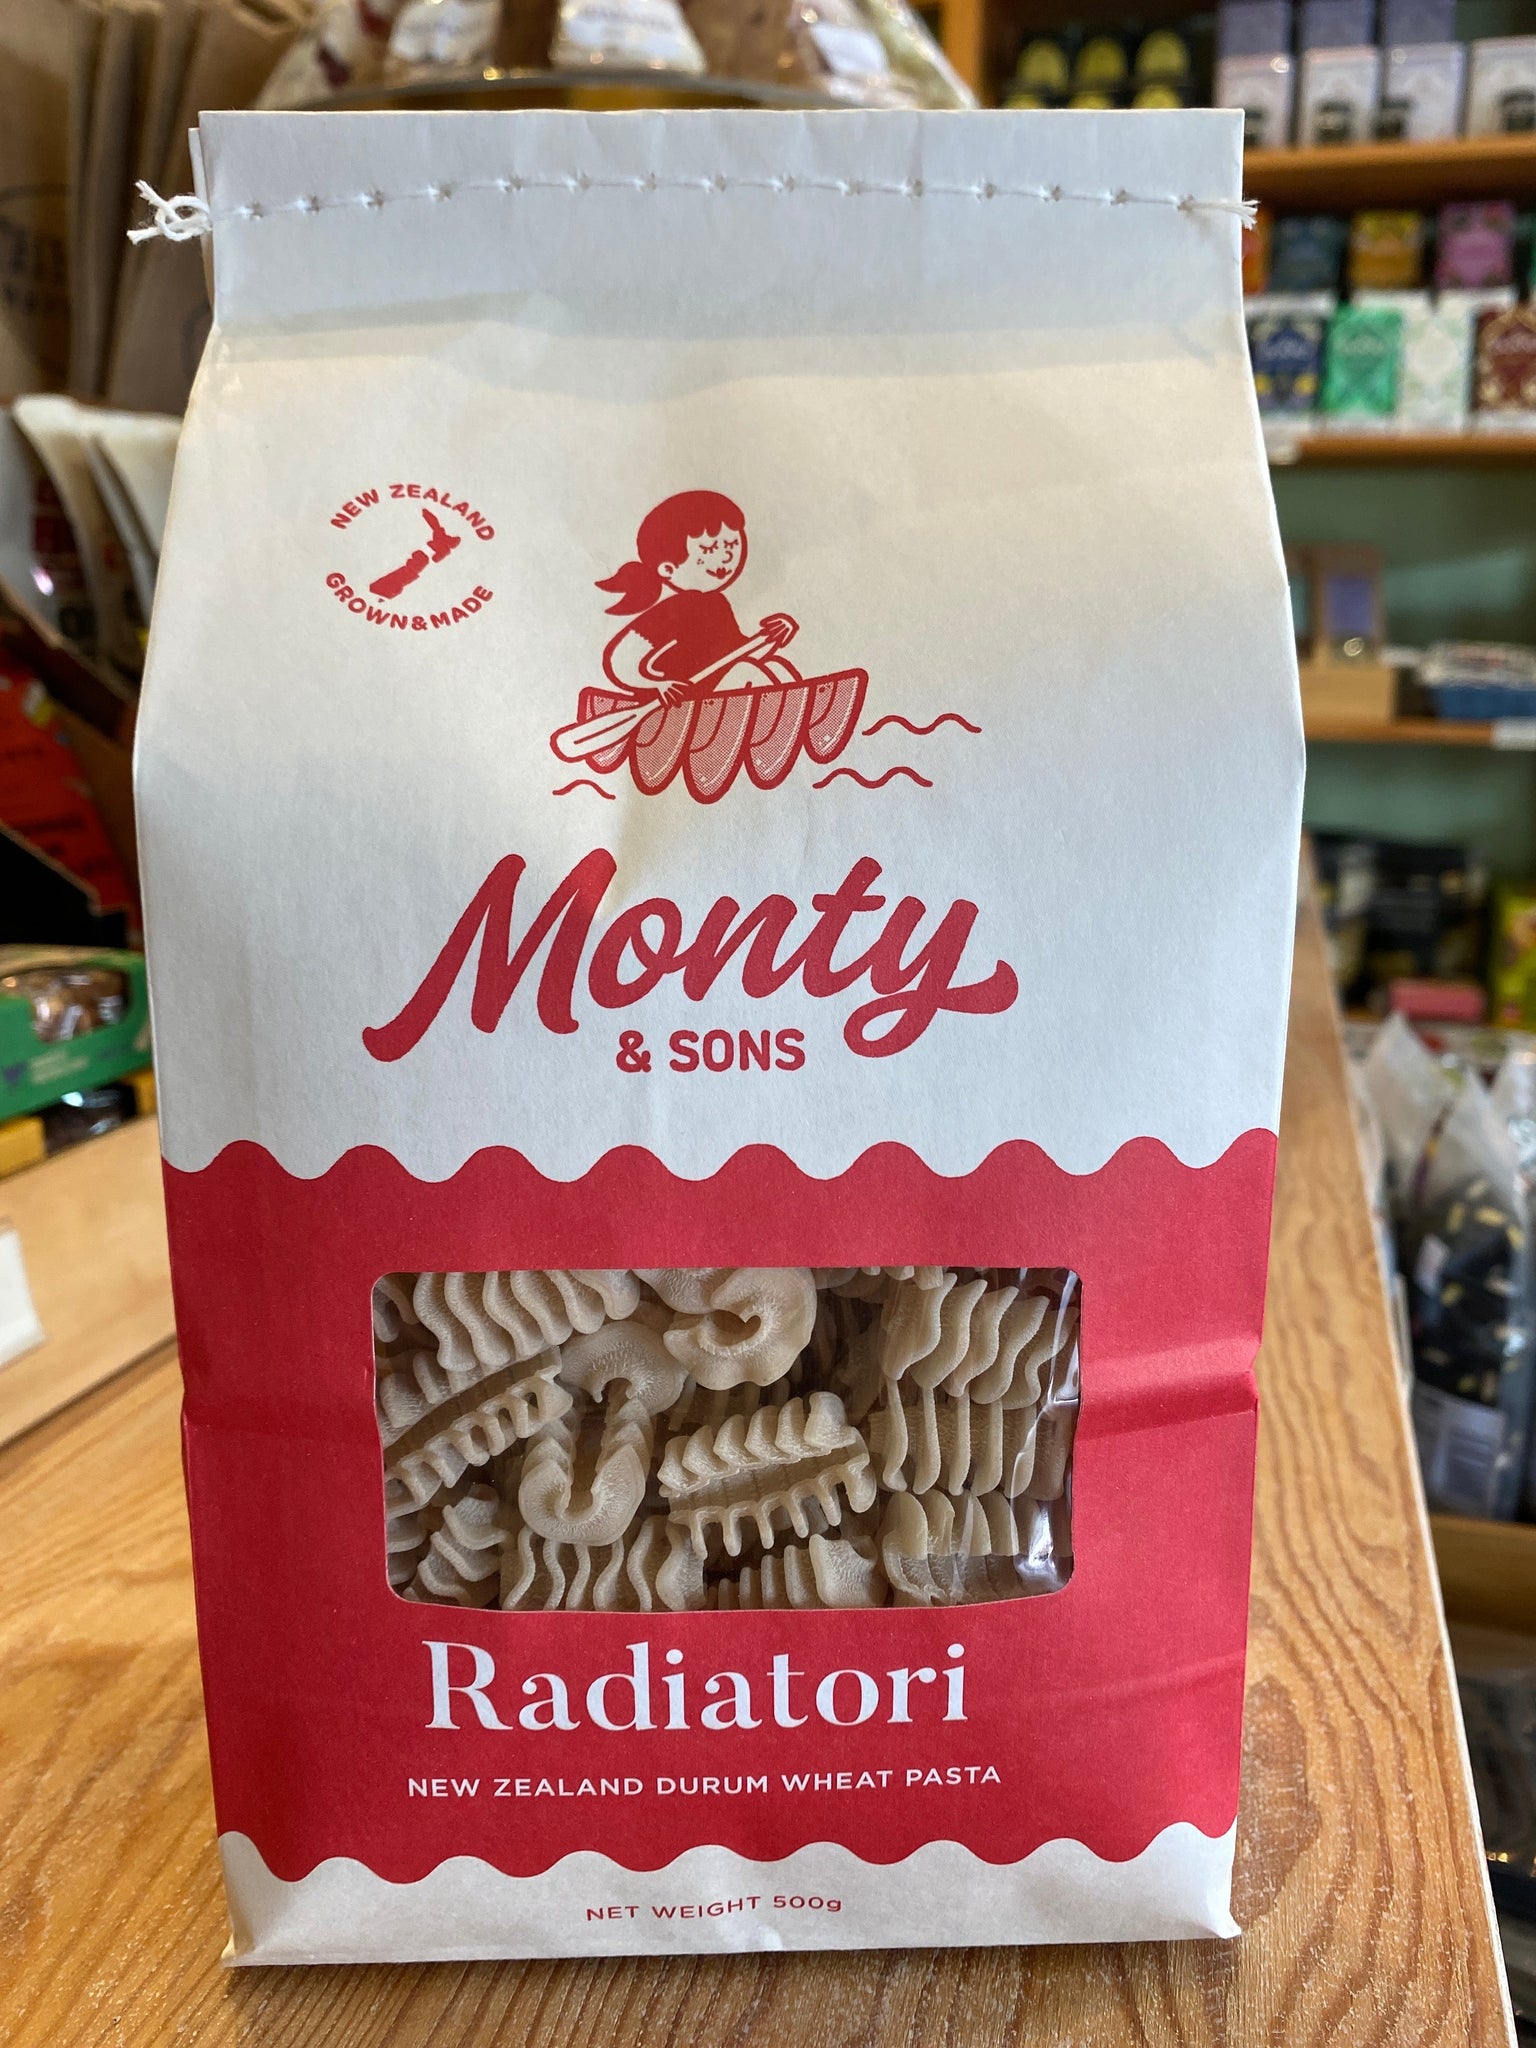 NEW ZEALAND
GROWN & MADE
Monty
& SONS
Radiatori
NEW ZEALAND DURUM WHEAT PASTA
NET WEIGHT 500g